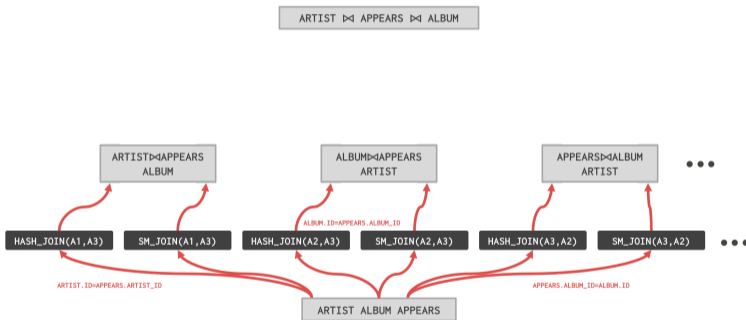 ARTIST ⋈ APPEARS ⋈ ALBUM
ARTIST⋈APPEARS
ALBUM
ALBUM⋈APPEARS
ARTIST
APPEARS⋈ALBUM
ARTIST
•••
ALBUM.ID=APPEARS.ALBUM_ID
HASH_JOIN(A1,A3)
SM_JOIN(A1,A3)
HASH_JOIN(A2,A3)
SM_JOIN(A2,A3)
HASH_JOIN(A3,A2)
SM_JOIN(A3,A2)
•••
ARTIST.ID=APPEARS.ARTIST_ID
APPEARS.ALBUM_ID=ALBUM.ID
ARTIST ALBUM APPEARS